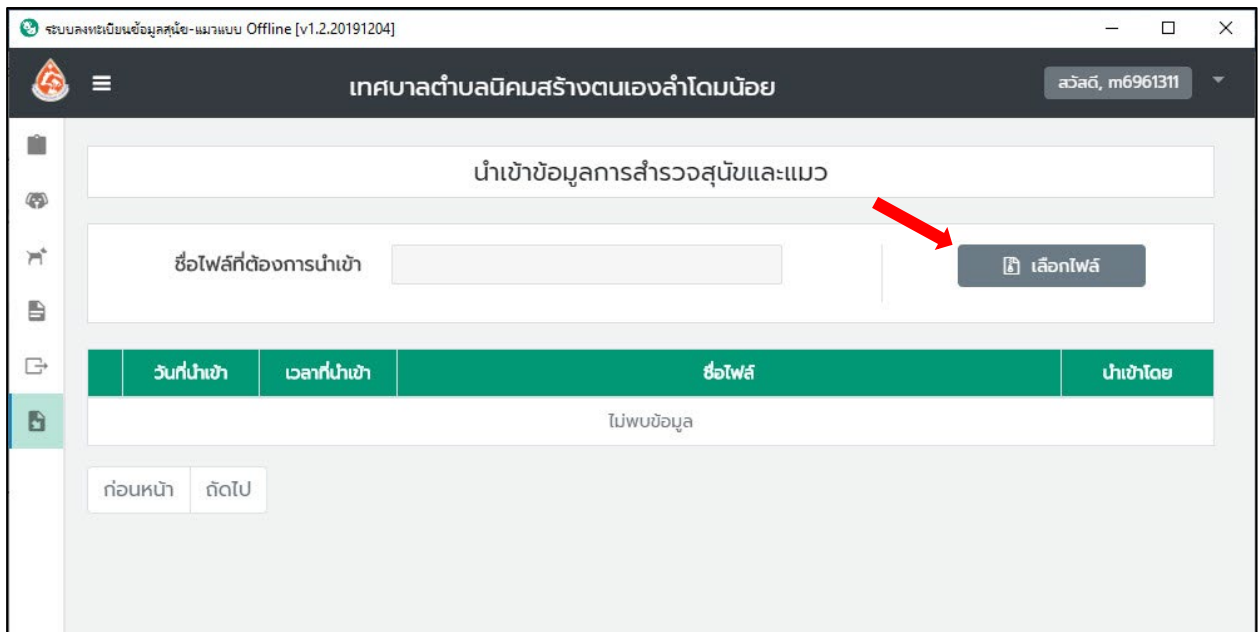 ระบบลงทะเบียนข้อมูลสุนัข-แมวแบบ Offline [v1.2.20191204]
เทศบาลตำบลนิคมสร้างตนเองลำโดมน้อย
สวัสดี, m6961311
นำเข้าข้อมูลการสำรวจสุนัขและแมว
ชื่อไฟล์ที่ต้องการนำเข้า
เลือกไฟล์
วันที่นำเข้า เวลาที่นำเข้า ชื่อไฟล์ นำเข้าโดย
ไม่พบข้อมูล
ก่อนหน้า ถัดไป